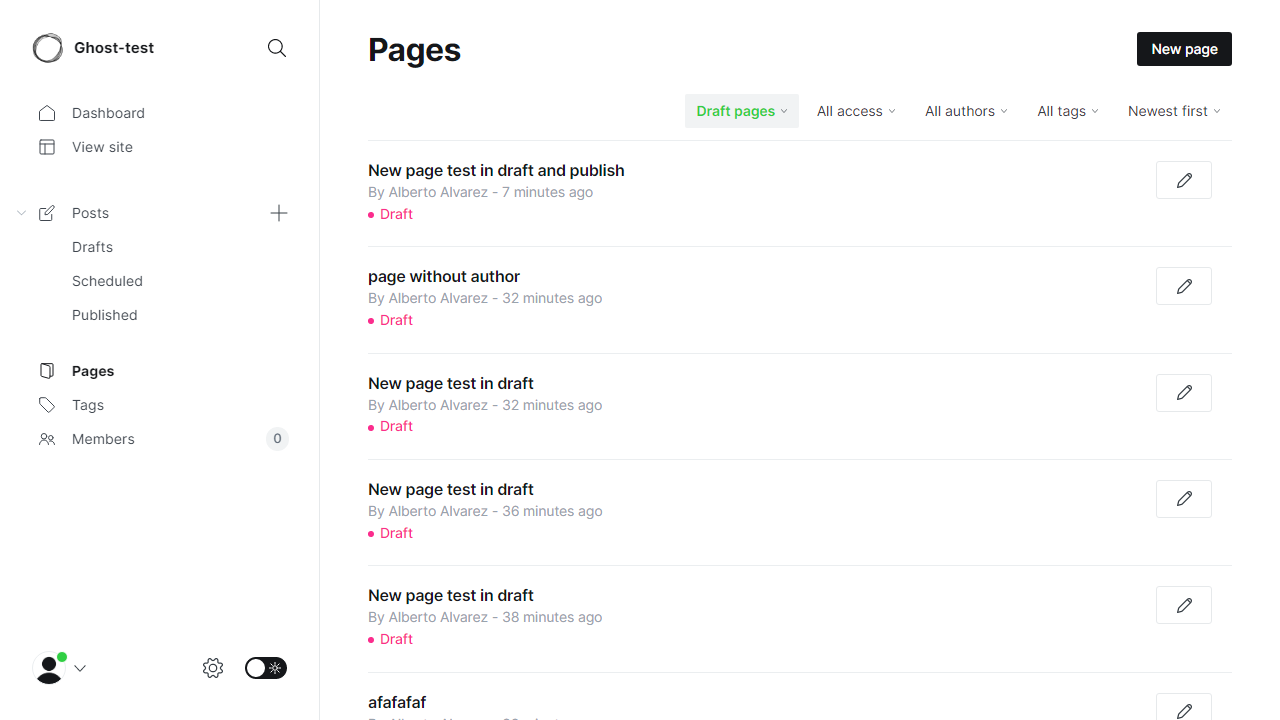 Ghost-test
Dashboard
View site
Posts
Drafts
Scheduled
Published
Pages
Tags
Members 0
Pages
New page
Draft pages All access All authors All tags Newest first
New page test in draft and publish
By Alberto Alvarez - 7 minutes ago
Draft
page without author
By Alberto Alvarez - 32 minutes ago
Draft
New page test in draft
By Alberto Alvarez - 32 minutes ago
Draft
New page test in draft
By Alberto Alvarez - 36 minutes ago
Draft
New page test in draft
By Alberto Alvarez - 38 minutes ago
Draft
afafafaf